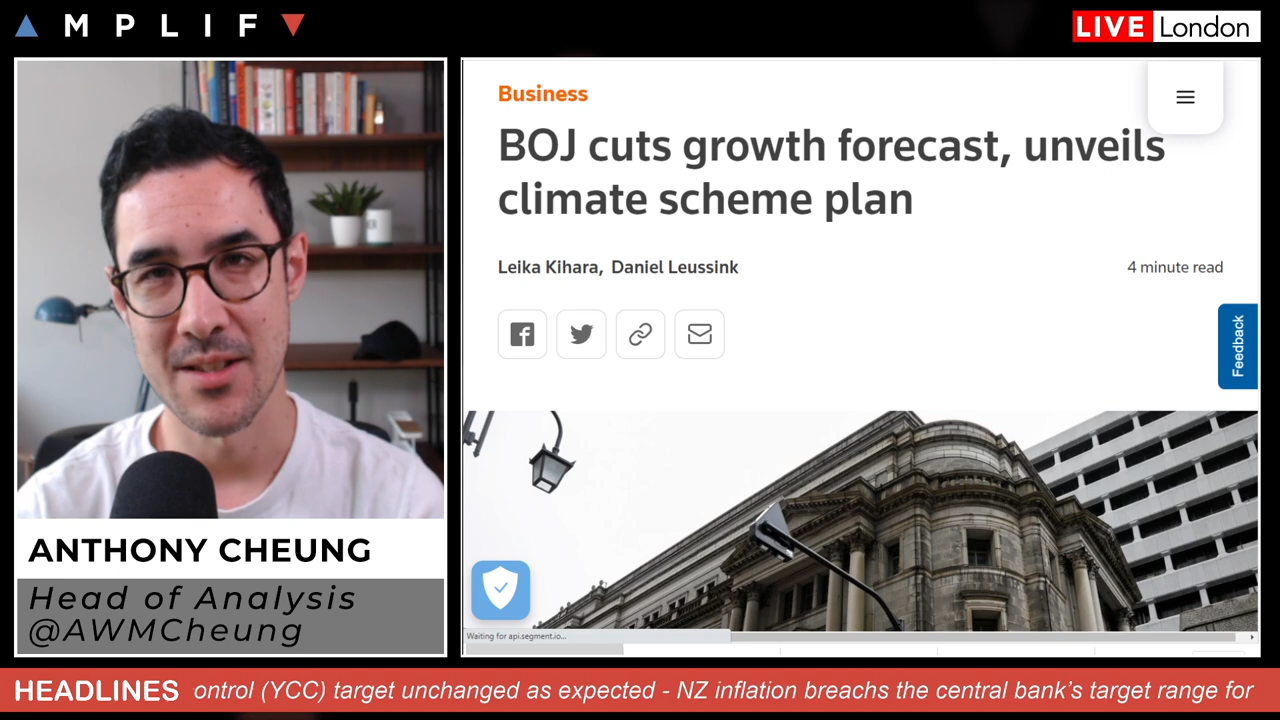 AMPLIFY
LIVE London
Business
BOJ cuts growth forecast, unveils
climate scheme plan
Leika Kihara, Daniel Leussink
4 minute read
Feedback
Waiting for api.segment.io...
ANTHONY CHEUNG
Head of Analysis
@AWMCheung
HEADLINES ontrol (YCC) target unchanged as expected - NZ inflation breachs the central bank's target range for